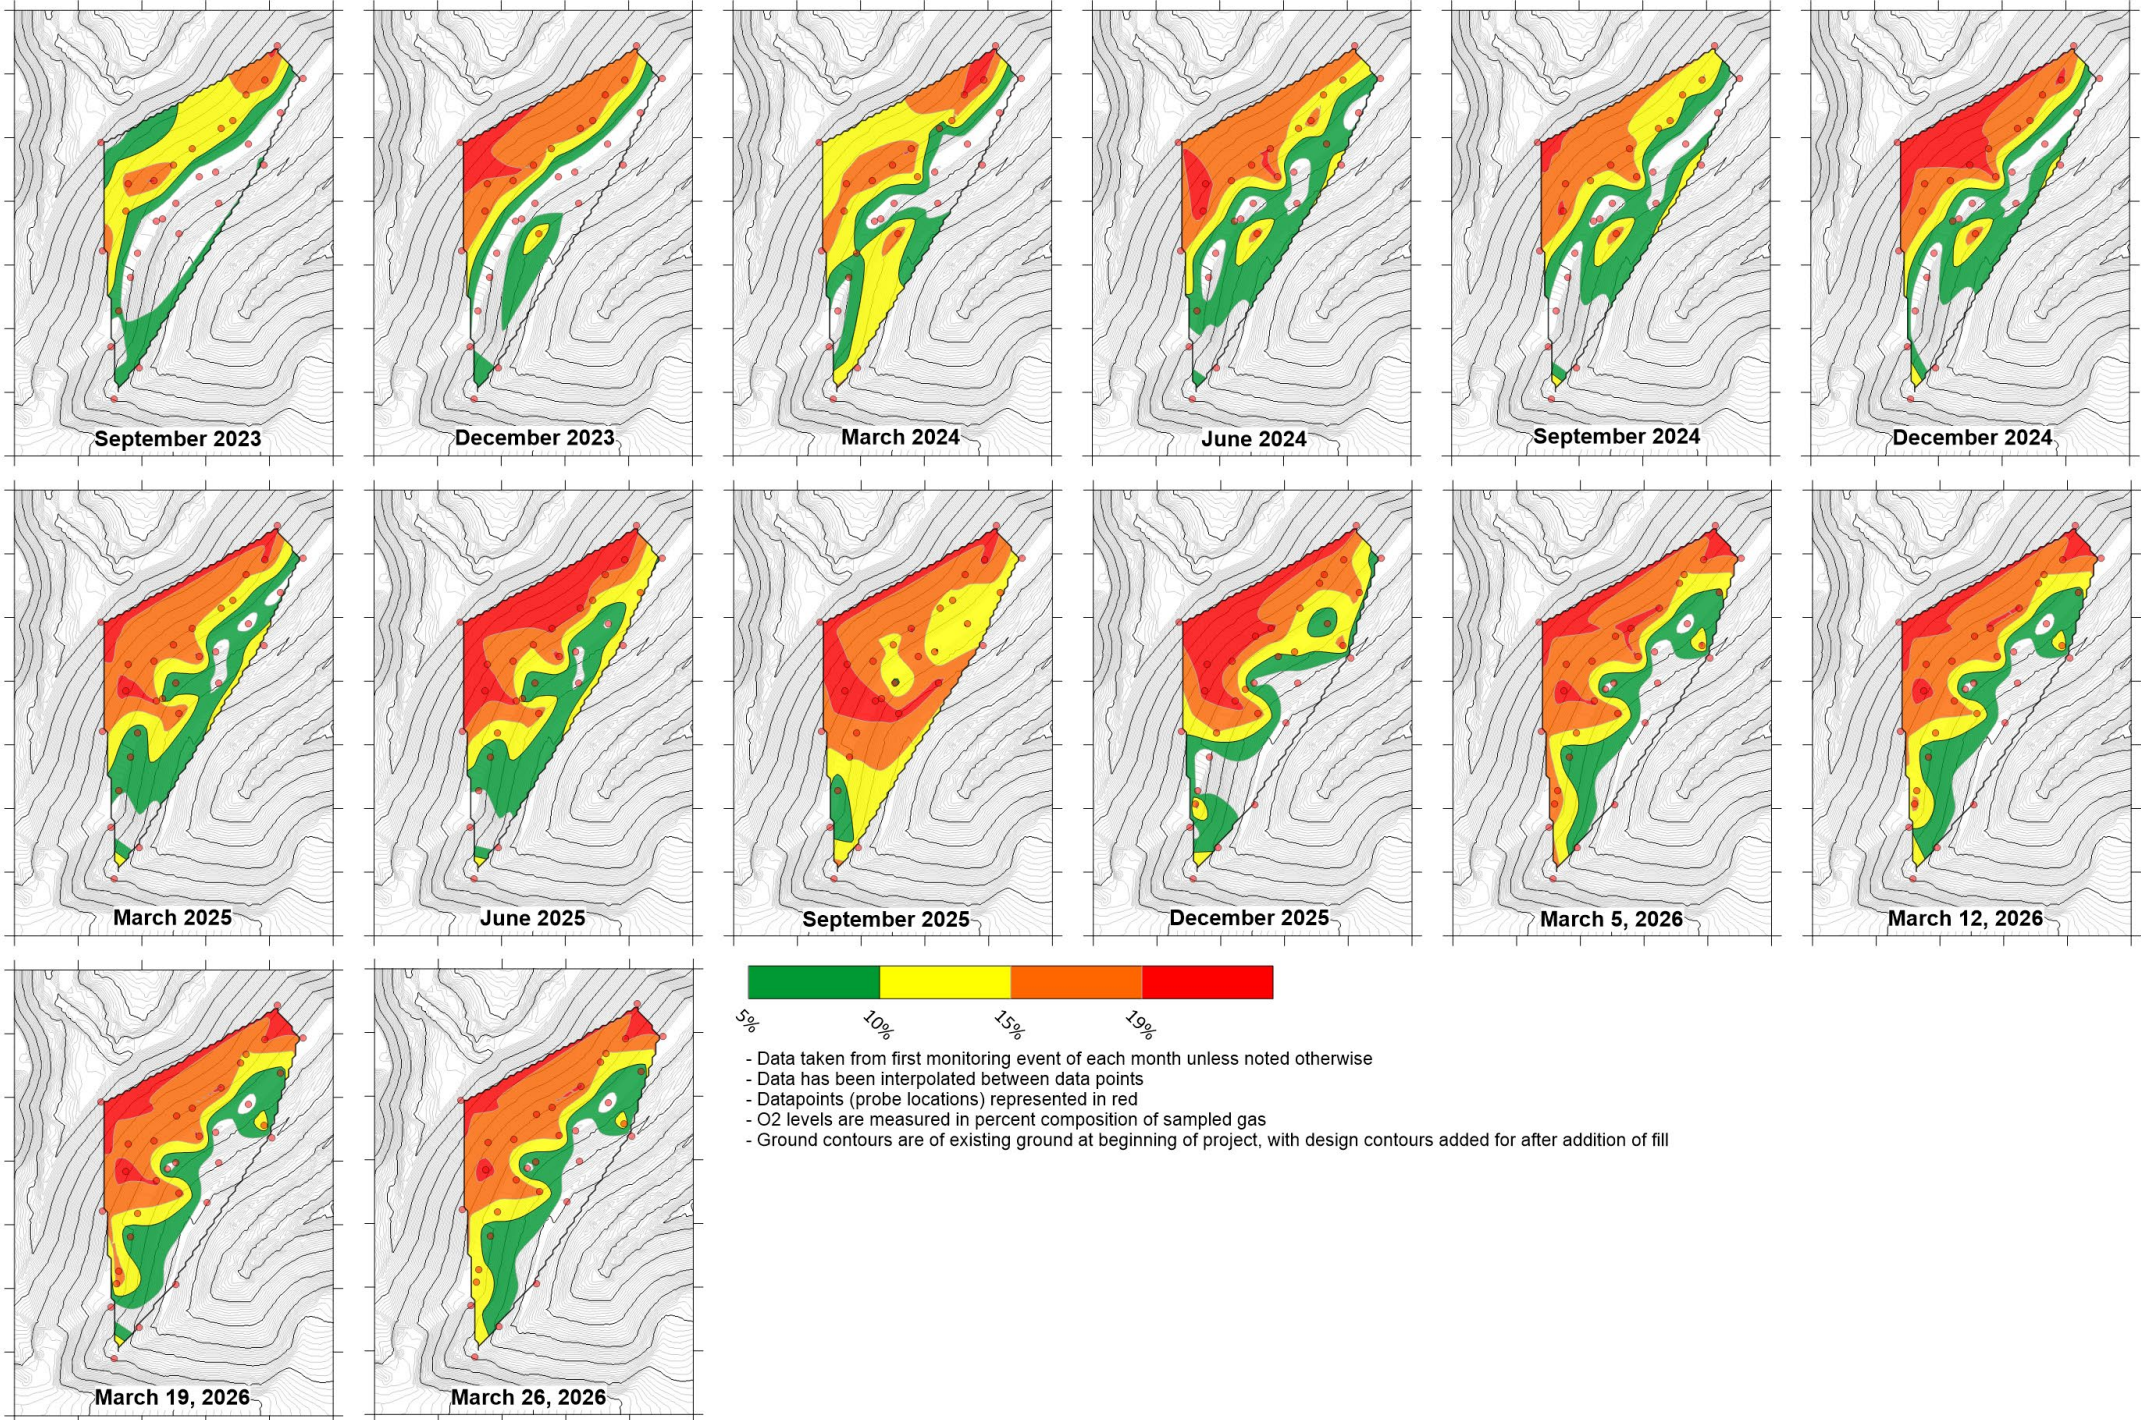 September 2023
December 2023
March 2024
June 2024
September 2024
December 2024
March 2025
June 2025
September 2025
December 2025
March 5, 2026
March 12, 2026
5%
10%
15%
19%
- Data taken from first monitoring event of each month unless noted otherwise
- Data has been interpolated between data points
- Datapoints (probe locations) represented in red
- O2 levels are measured in percent composition of sampled gas
- Ground contours are of existing ground at beginning of project, with design contours added for after addition of fill
March 19, 2026
March 26, 2026